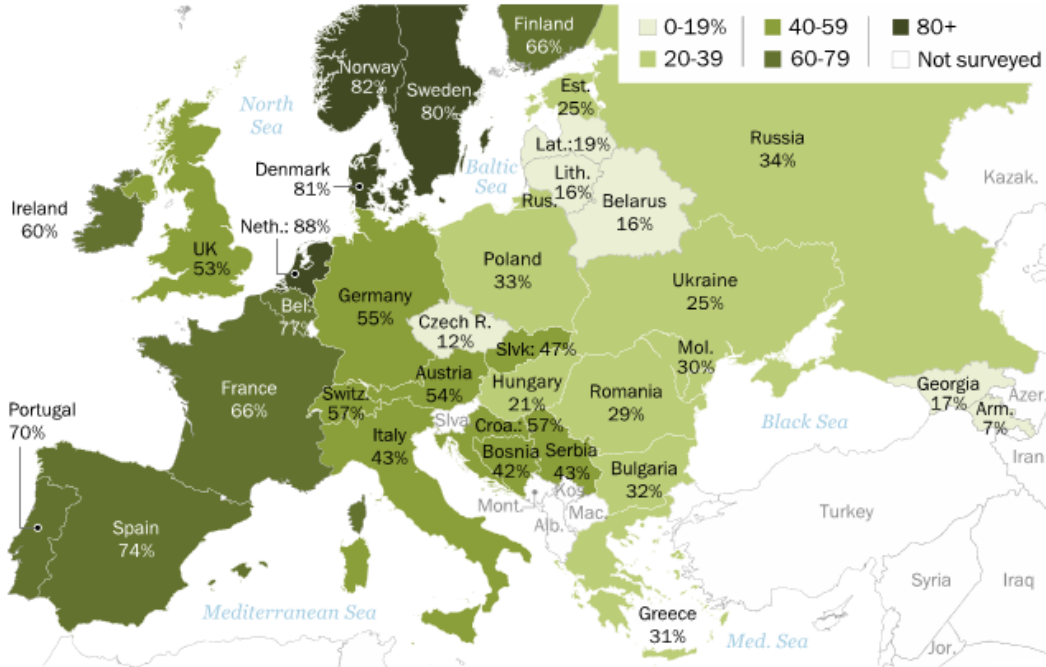 0-19%
40-59
80+
20-39
60-79
Not surveyed
Finland
66%
Norway
82%
Sweden
80%
North
Sea
Est.
25%
Russia
34%
Lat.:19%
Denmark
81%
Baltic
Sea
Lith.
16%
Kazak.
Rus.
Belarus
16%
Ireland
60%
Neth.: 88%
UK
53%
Poland
33%
Ukraine
25%
Germany
55%
Bel.
77%
Czech R.
12%
Slvk: 47%
Mol.
30%
Austria
54%
France
66%
Hungary
21%
Romania
29%
Georgia
17%
Azer.
Switz.
57%
Portugal
70%
Arm.
7%
Slva
Croa.: 57%
Black Sea
Italy
43%
Bosnia
42%
Serbia
43%
Iran
Bulgaria
32%
Kos.
Mont.
Mac.
Alb.
Turkey
Spain
74%
Syria
Iraq
Mediterranean Sea
Greece
31%
Med. Sea
Jor.